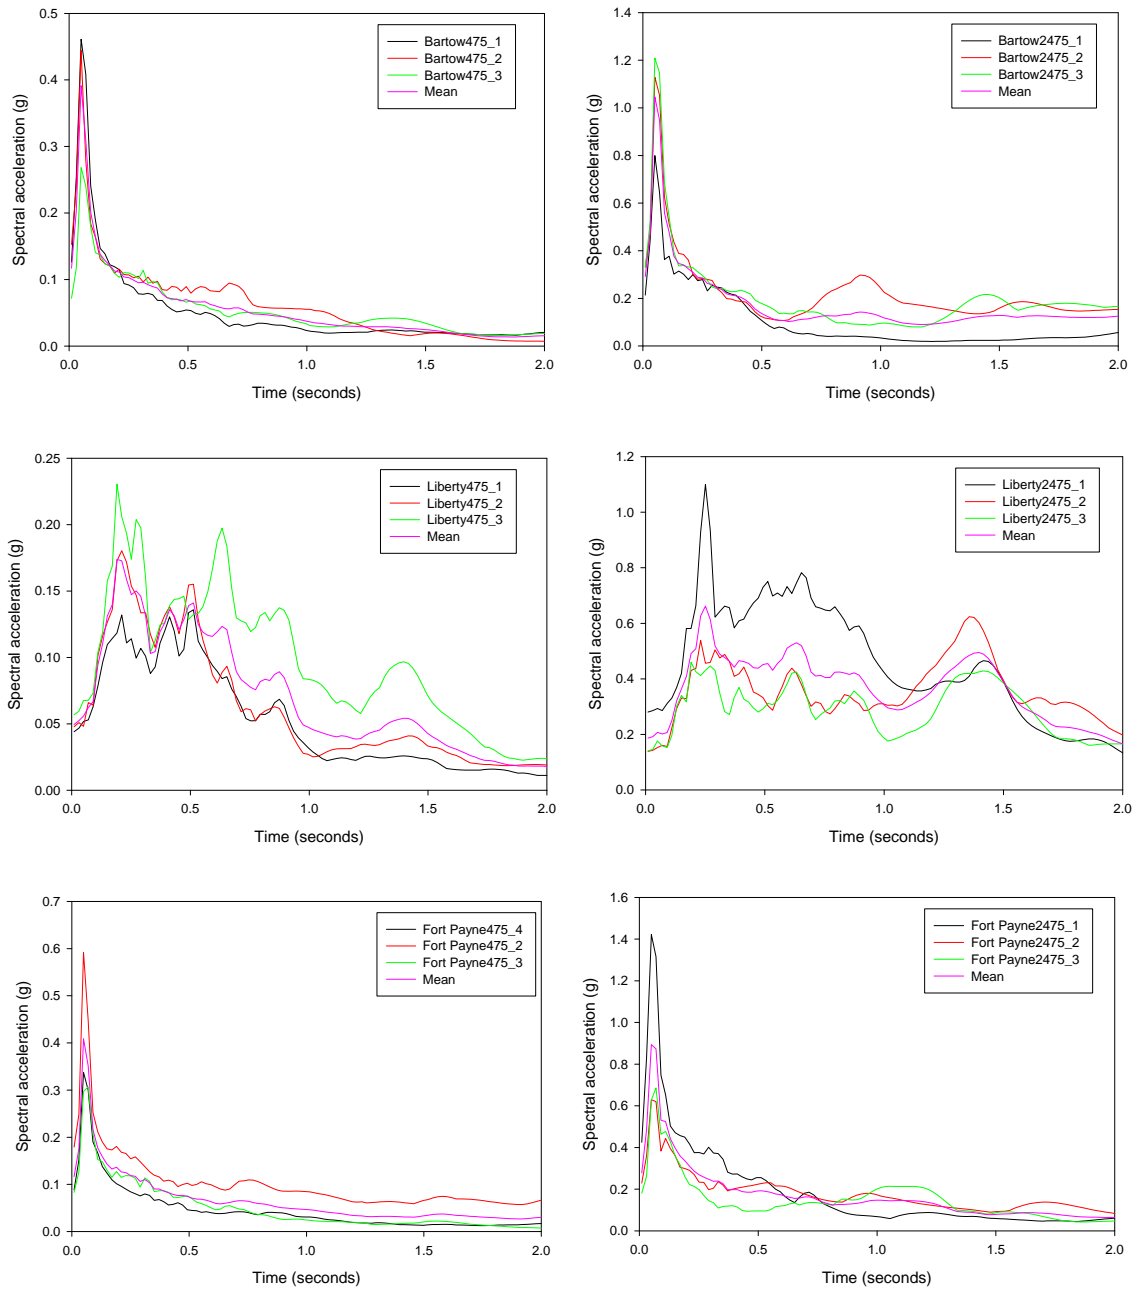 0.5
0.4
0.3
0.2
0.1
0.0
Spectral acceleration (g)
Bartow475_1
Bartow475_2
Bartow475_3
Mean
0.0 0.5 1.0 1.5 2.0
Time (seconds)
1.4
1.2
1.0
0.8
0.6
0.4
0.2
0.0
Spectral acceleration (g)
Bartow2475_1
Bartow2475_2
Bartow2475_3
Mean
0.0 0.5 1.0 1.5 2.0
Time (seconds)
0.25
0.20
0.15
0.10
0.05
0.00
Spectral acceleration (g)
Liberty475_1
Liberty475_2
Liberty475_3
Mean
0.0 0.5 1.0 1.5 2.0
Time (seconds)
1.2
1.0
0.8
0.6
0.4
0.2
0.0
Spectral acceleration (g)
Liberty2475_1
Liberty2475_2
Liberty2475_3
Mean
0.0 0.5 1.0 1.5 2.0
Time (seconds)
0.7
0.6
0.5
0.4
0.3
0.2
0.1
0.0
Spectral acceleration (g)
Fort Payne475_4
Fort Payne475_2
Fort Payne475_3
Mean
0.0 0.5 1.0 1.5 2.0
Time (seconds)
1.6
1.4
1.2
1.0
0.8
0.6
0.4
0.2
0.0
Spectral acceleration (g)
Fort Payne2475_1
Fort Payne2475_2
Fort Payne2475_3
Mean
0.0 0.5 1.0 1.5 2.0
Time (seconds)